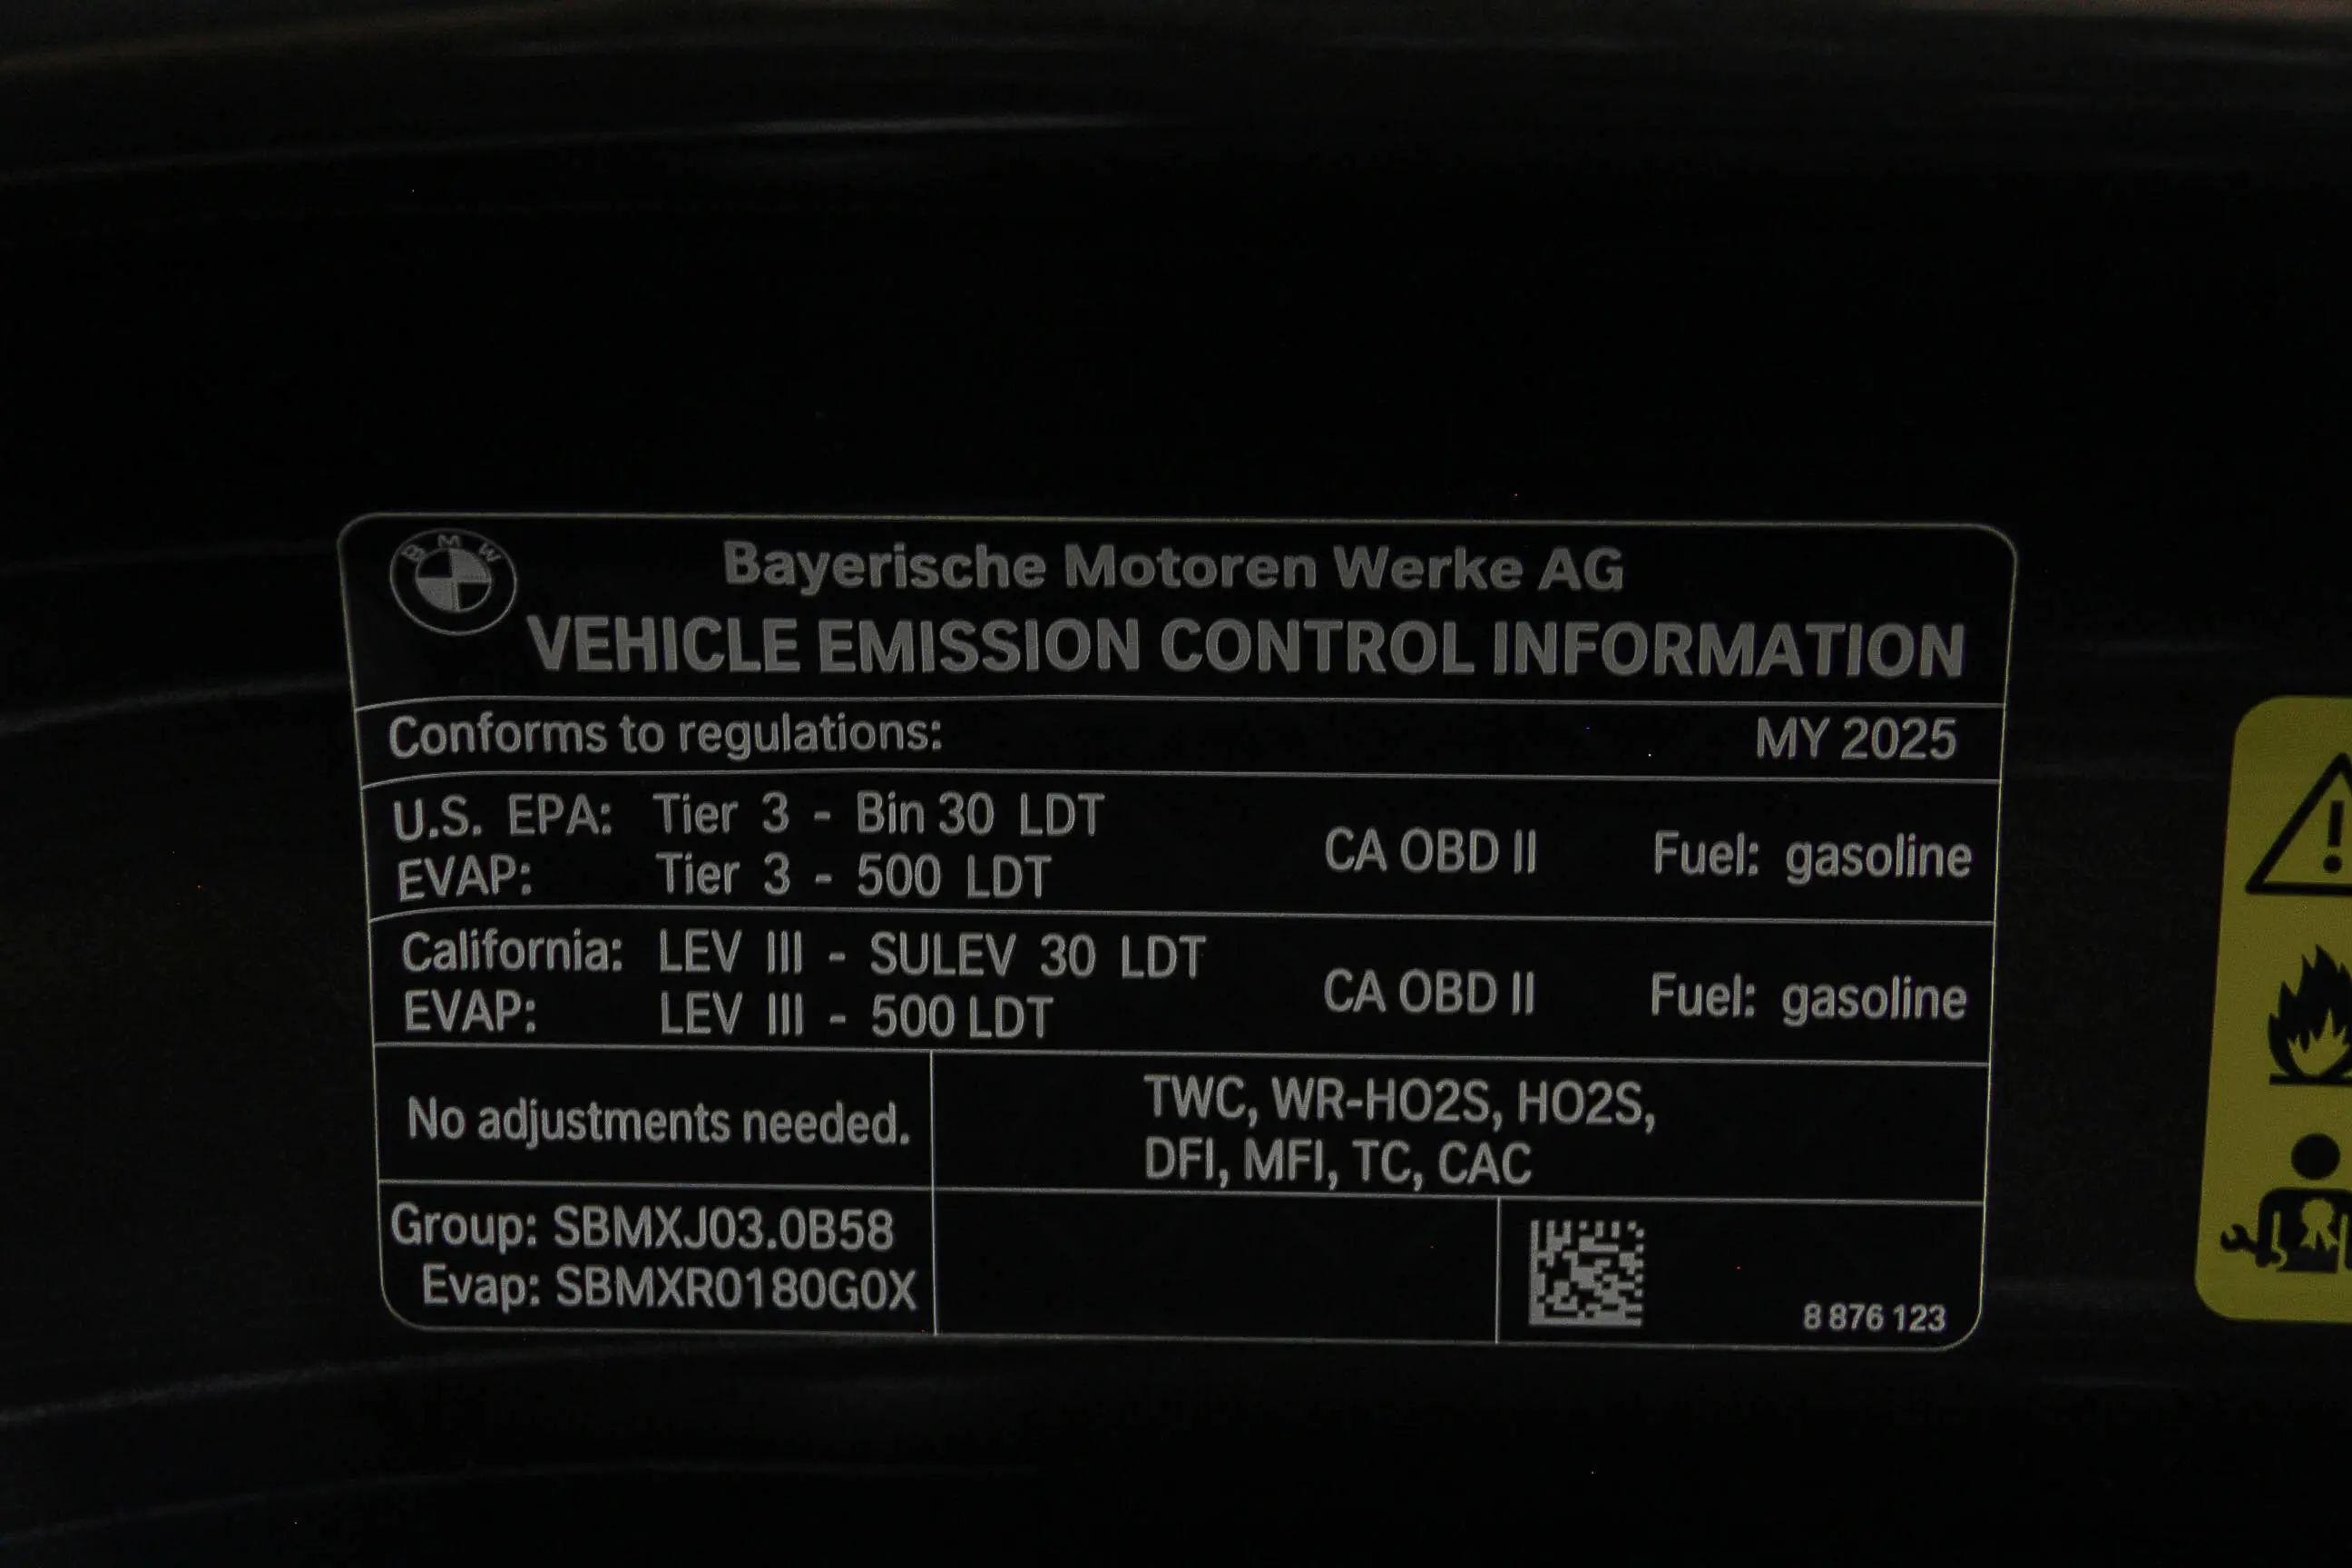 BMW
Bayerische Motoren Werke AG
VEHICLE EMISSION CONTROL INFORMATION
Conforms to regulations: MY 2025
U.S. EPA: Tier 3 - Bin 30 LDT
EVAP: Tier 3 - 500 LDT
CA OBD II Fuel: gasoline
California: LEV III - SULEV 30 LDT
EVAP: LEV III - 500 LDT
CA OBD II Fuel: gasoline
No adjustments needed.
TWC, WR-HO2S, HO2S,
DFI, MFI, TC, CAC
Group: SBMXJ03.0B58
Evap: SBMXR0180G0X
8 876 123